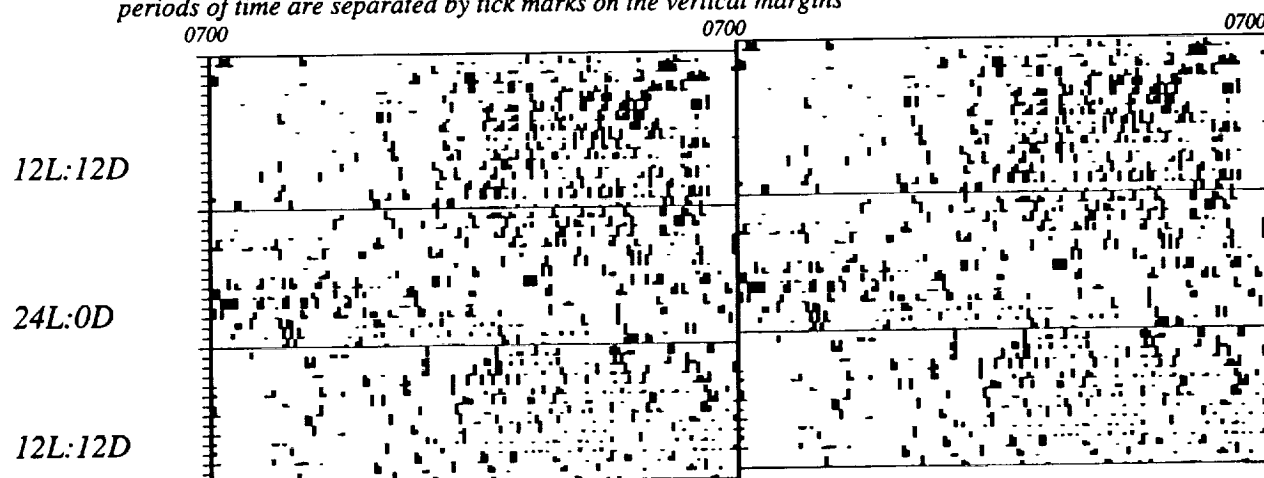 periods of time are separated by tick marks on the vertical margins
0700 0700 0700
12L:12D
24L:0D
12L:12D